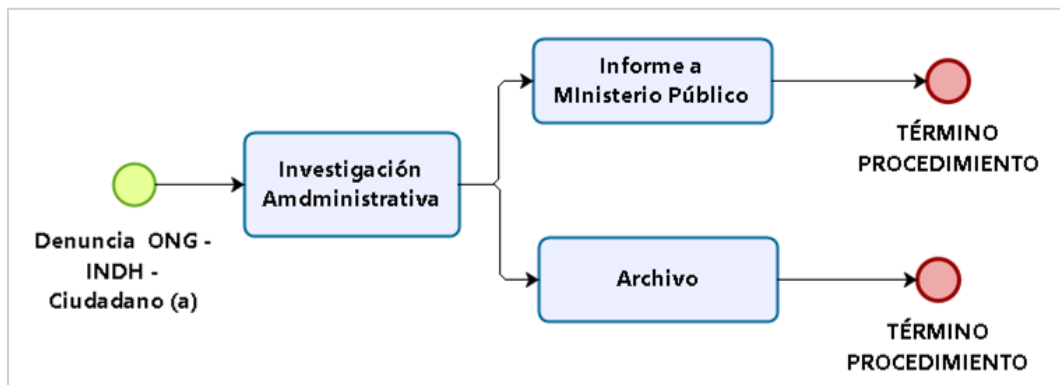 Denuncia ONG -
INDH -
Ciudadano (a)
Investigación
Amdministrativa
Informe a
MInisterio Público
TÉRMINO
PROCEDIMIENTO
Archivo
TÉRMINO
PROCEDIMIENTO